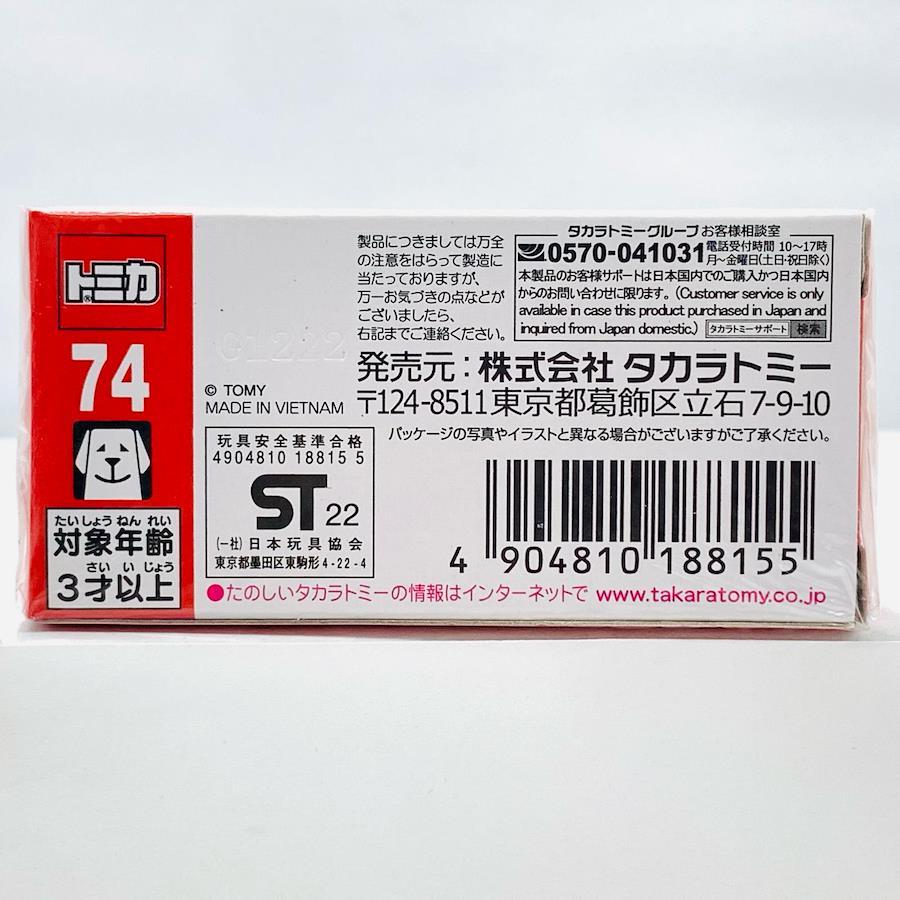 トミカ
®
74
たいしょうねんれい
対象年齢
さいいじょう
3才以上
製品につきましては万全
の注意をはらって製造に
当たっておりますが、
万一お気づきの点などが
ございましたら、
右記までご連絡ください。
タカラトミーグループ お客様相談室
0570-041031 電話受付時間 10〜17時
月〜金曜日(土日・祝日除く)
本製品のお客様サポートは日本国内でのご購入かつ日本国内
からのお問い合わせに限ります。(Customer service is only
available in case this product purchased in Japan and
inquired from Japan domestic.) タカラトミーサポート 検索
G1222
© TOMY
MADE IN VIETNAM
発売元:株式会社 タカラトミー
〒124-8511 東京都葛飾区立石7-9-10
パッケージの写真やイラストと異なる場合がございますがご了承ください。
玩具安全基準合格
4904810 18815 5
ST 22
(一社)日本玩具協会
東京都墨田区東駒形4-22-4
4 904810 188155
●たのしいタカラトミーの情報はインターネットで www.takaratomy.co.jp